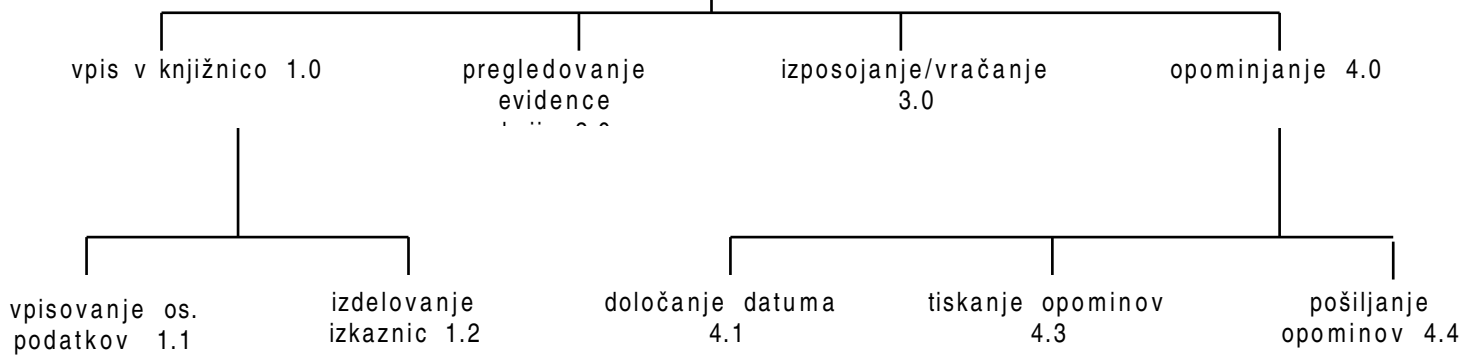 vpis v knjižnico 1.0
pregledovanje
evidence
izposojanje/vračanje
3.0
opominjanje 4.0
vpisovanje os.
podatkov 1.1
izdelovanje
izkaznic 1.2
določanje datuma
4.1
tiskanje opominov
4.3
pošiljanje
opominov 4.4